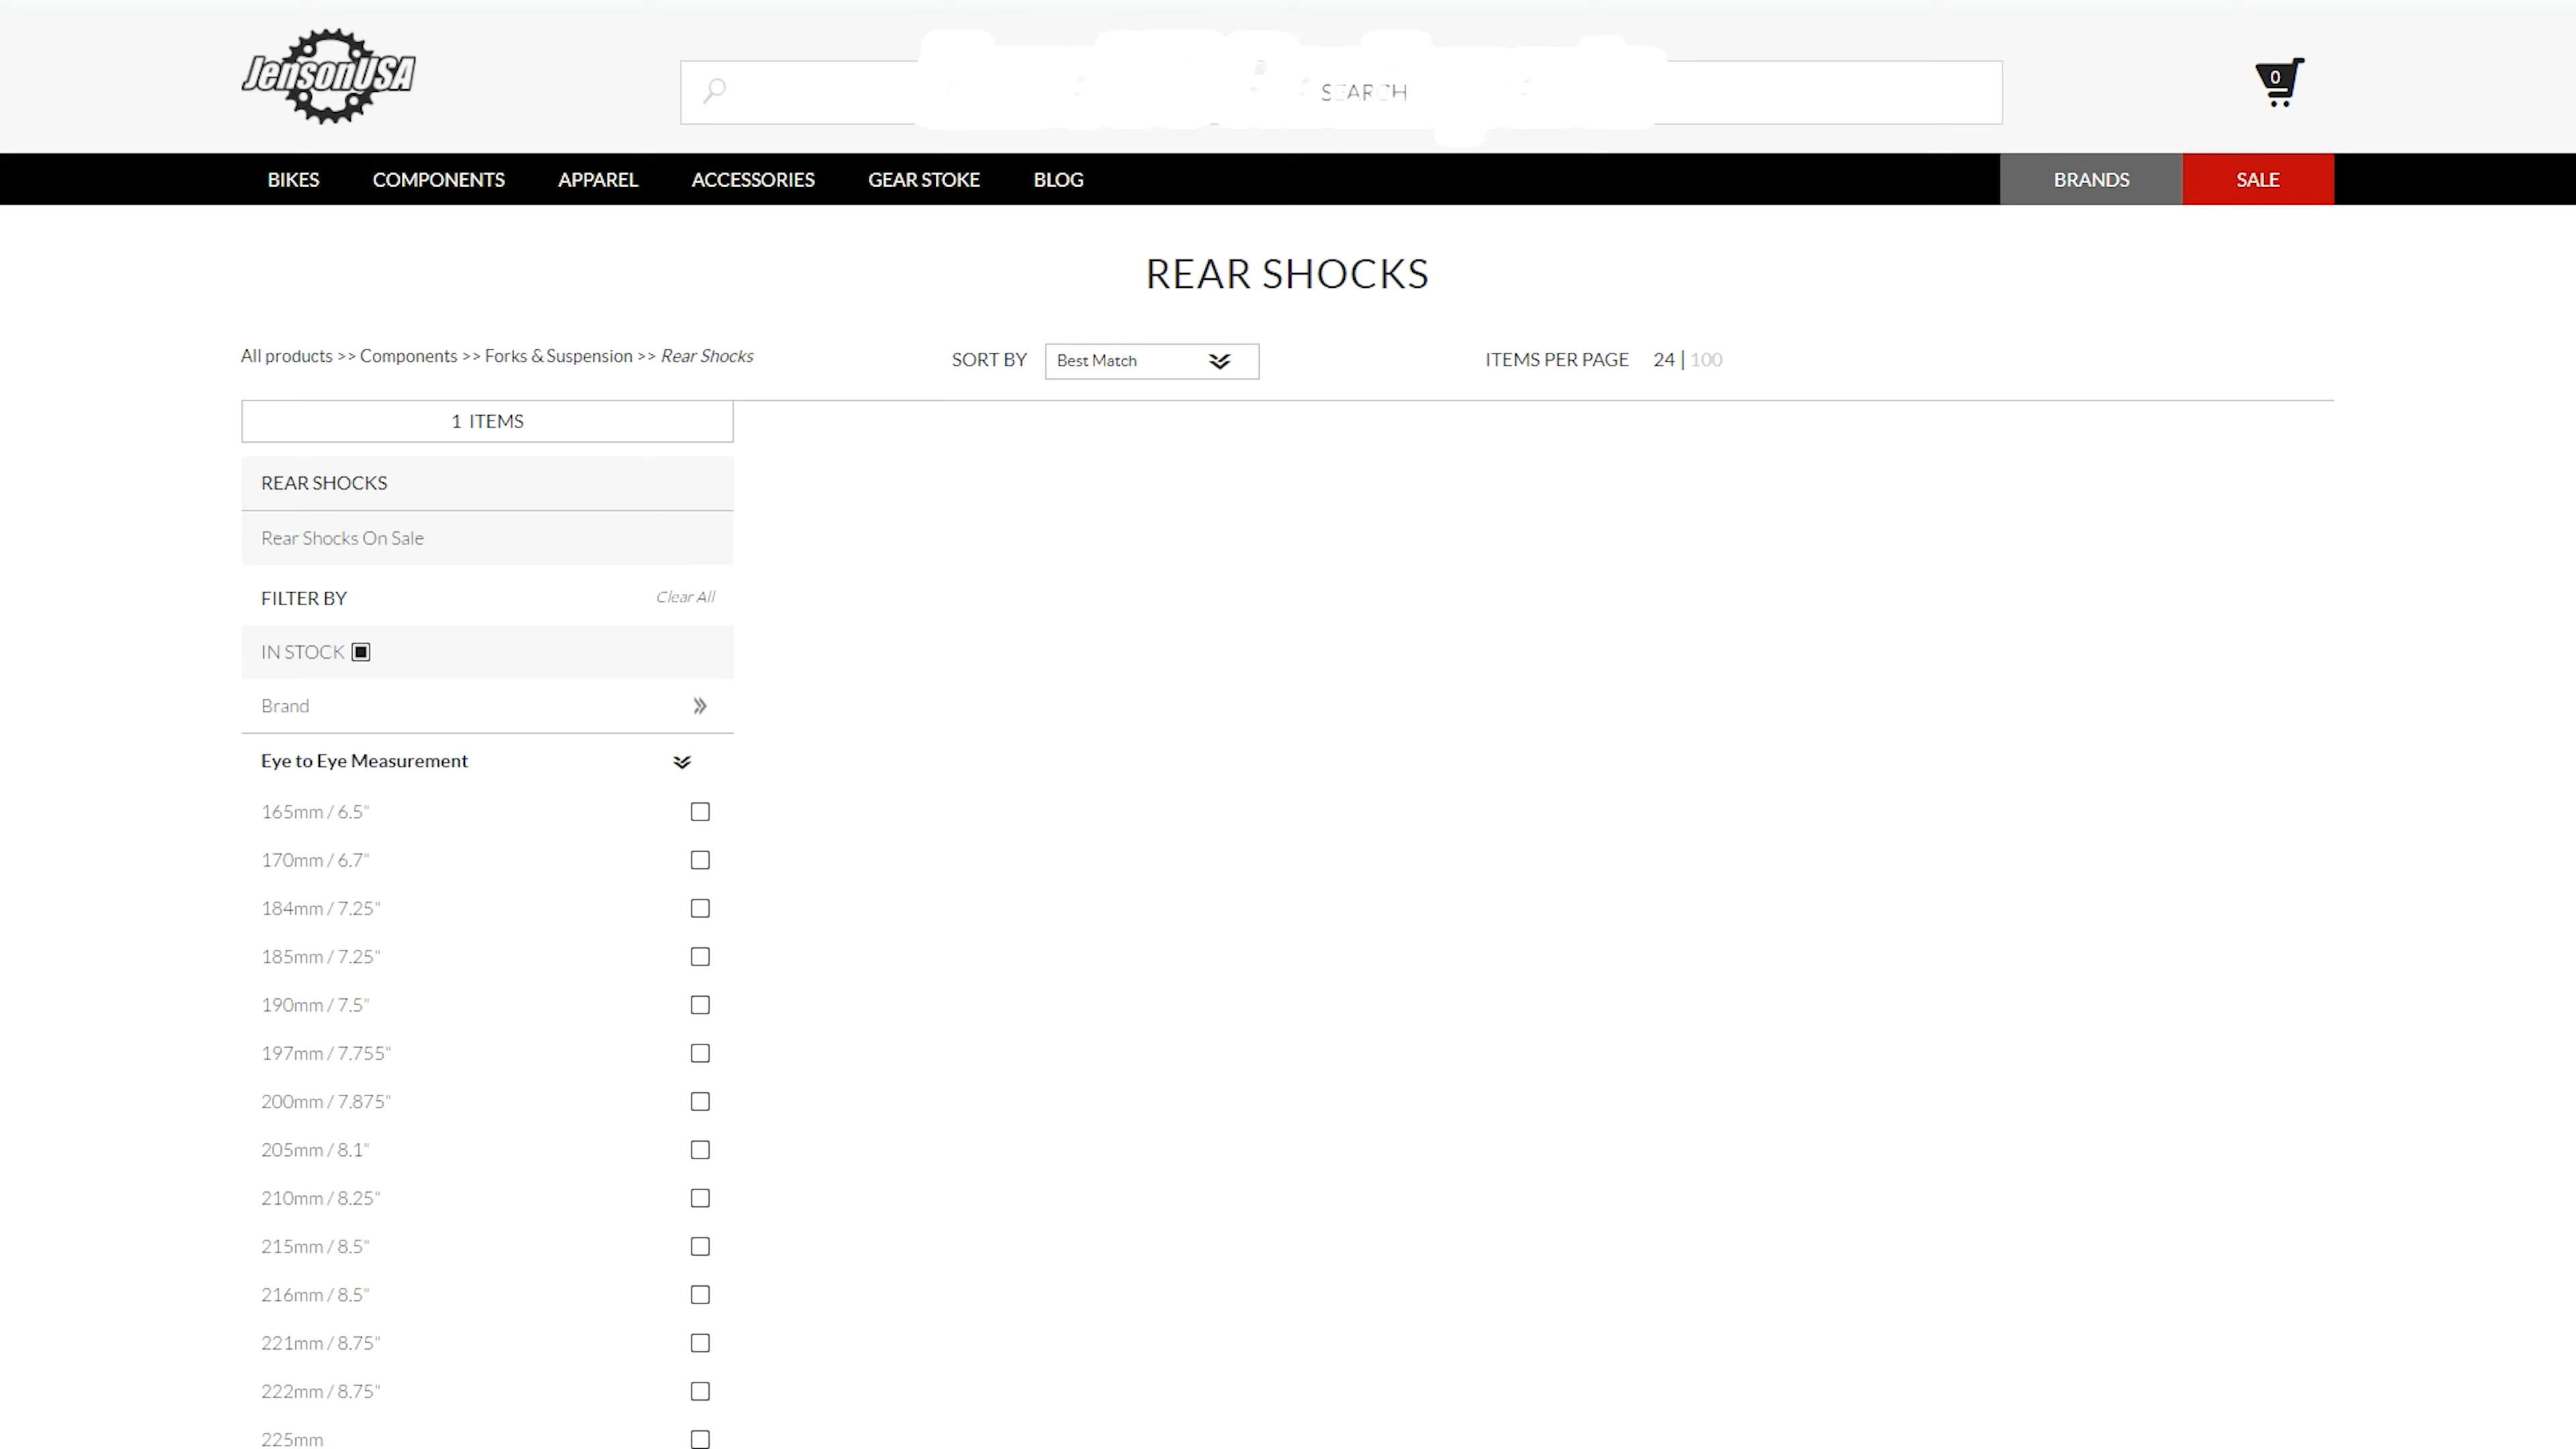 JensonUSA
SEARCH
0
BIKES COMPONENTS APPAREL ACCESSORIES GEAR STOKE BLOG BRANDS SALE
REAR SHOCKS
All products >> Components >> Forks & Suspension >> Rear Shocks
SORT BY Best Match
ITEMS PER PAGE 24 | 100
1 ITEMS
REAR SHOCKS
Rear Shocks On Sale
FILTER BY Clear All
IN STOCK
Brand
Eye to Eye Measurement
165mm / 6.5"
170mm / 6.7"
184mm / 7.25"
185mm / 7.25"
190mm / 7.5"
197mm / 7.755"
200mm / 7.875"
205mm / 8.1"
210mm / 8.25"
215mm / 8.5"
216mm / 8.5"
221mm / 8.75"
222mm / 8.75"
225mm